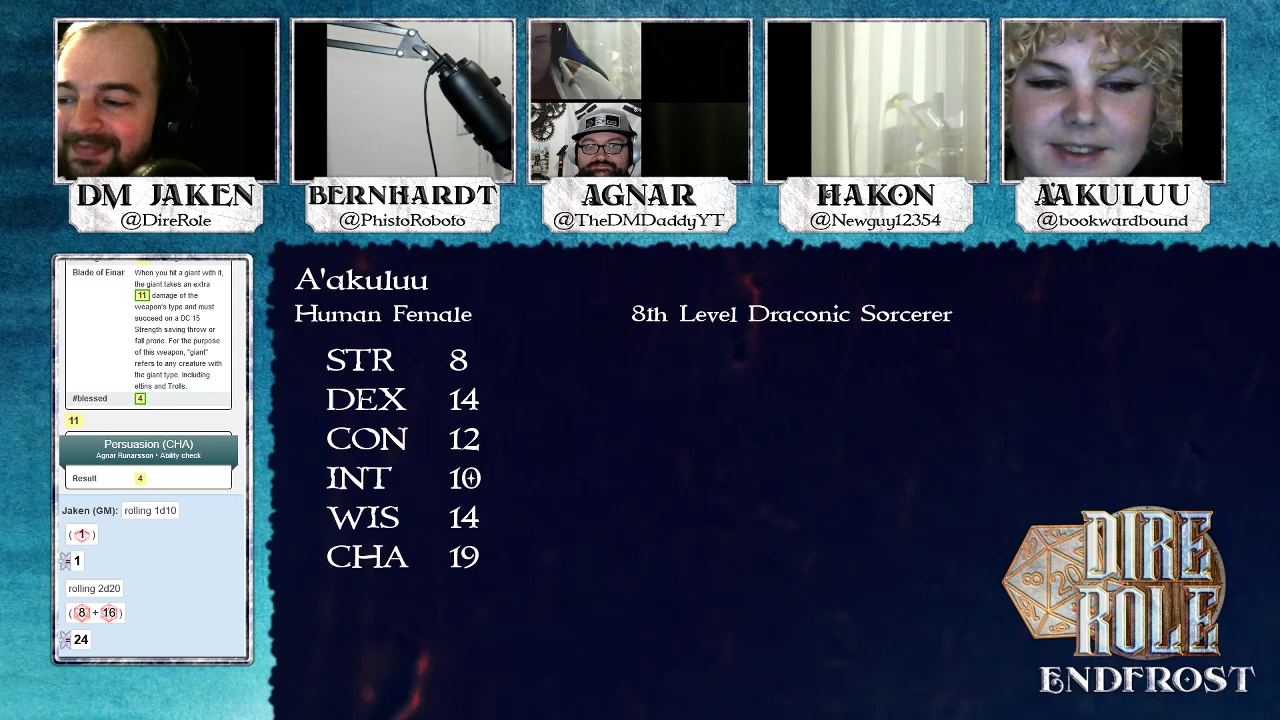 DM JAKEN
@DireRole
BERNHARDT
@PhistoRobofo
AGNAR
@TheDMDaddyYT
HAKON
@Newguy12354
A'AKULUU
@bookwardbound
Blade of Einar
When you hit a giant with it,
the giant takes an extra
11 damage of the
weapon's type and must
succeed on a DC 15
Strength saving throw or
fall prone. For the purpose
of this weapon, "giant"
refers to any creature with
the giant type, including
ettins and Trolls.
#blessed 4
11
Persuasion (CHA)
Agnar Runarsson • Ability check
Result 4
Jaken (GM): rolling 1d10
(1)
=1
rolling 2d20
(8+16)
=24
A'akuluu
Human Female 8th Level Draconic Sorcerer
STR 8
DEX 14
CON 12
INT 10
WIS 14
CHA 19
DIRE
ROLE
ENDFROST